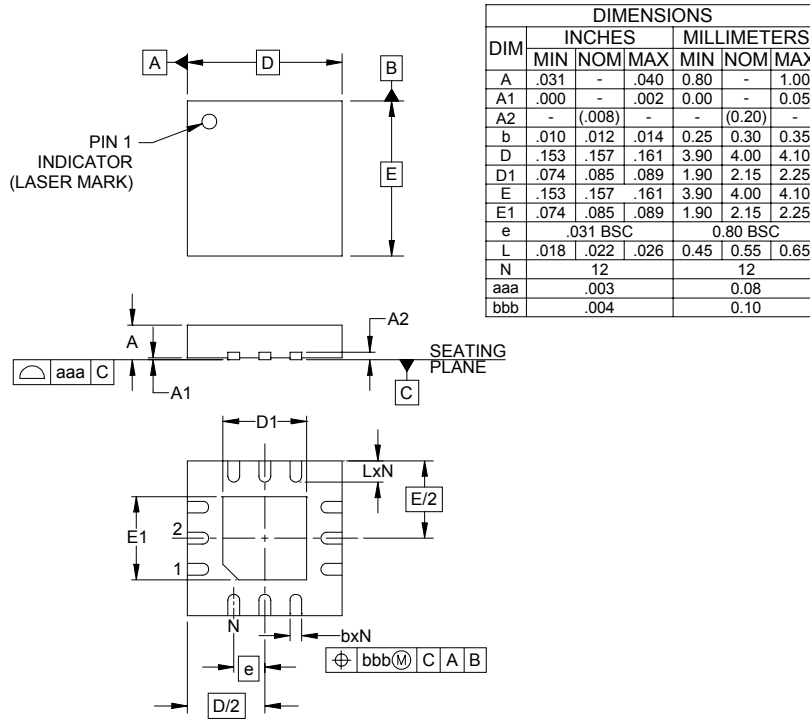 A
D
B
PIN 1
INDICATOR
(LASER MARK)
E
DIMENSIONS
DIM INCHES MILLIMETERS
MIN NOM MAX MIN NOM MAX
A .031 - .040 0.80 - 1.00
A1 .000 - .002 0.00 - 0.05
A2 - (.008) - - (0.20) -
b .010 .012 .014 0.25 0.30 0.35
D .153 .157 .161 3.90 4.00 4.10
D1 .074 .085 .089 1.90 2.15 2.25
E .153 .157 .161 3.90 4.00 4.10
E1 .074 .085 .089 1.90 2.15 2.25
e .031 BSC 0.80 BSC
L .018 .022 .026 0.45 0.55 0.65
N 12 12
aaa .003 0.08
bbb .004 0.10
A
A2
SEATING
PLANE
aaa C
A1
C
D1
LxN
E/2
E1
2
1
N
bxN
bbb Ⓜ C A B
e
D/2